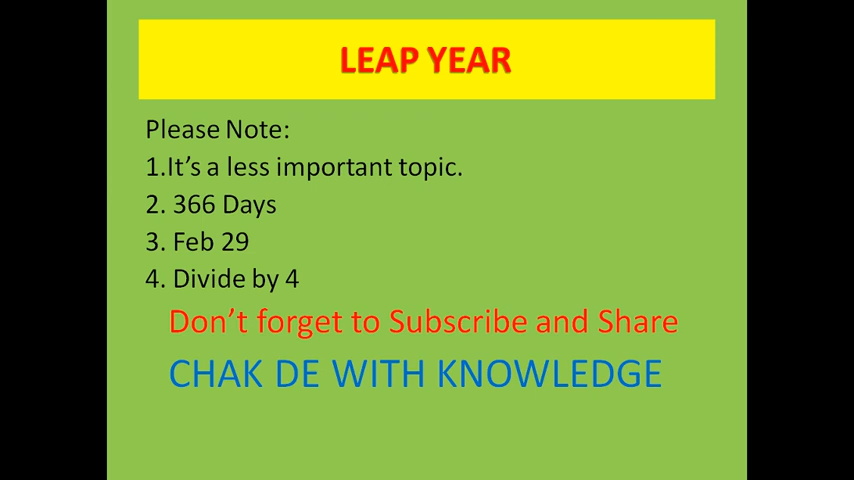 LEAP YEAR
Please Note:
1.It’s a less important topic.
2. 366 Days
3. Feb 29
4. Divide by 4
Don’t forget to Subscribe and Share
CHAK DE WITH KNOWLEDGE